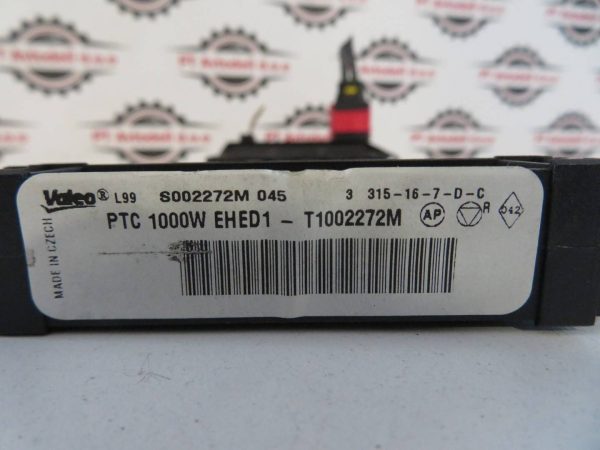 Valeo® L99 S002272M 045 3 315-16-7-D-C
PTC 1000W EHED1 - T1002272M AP R 042
MADE IN CZECH